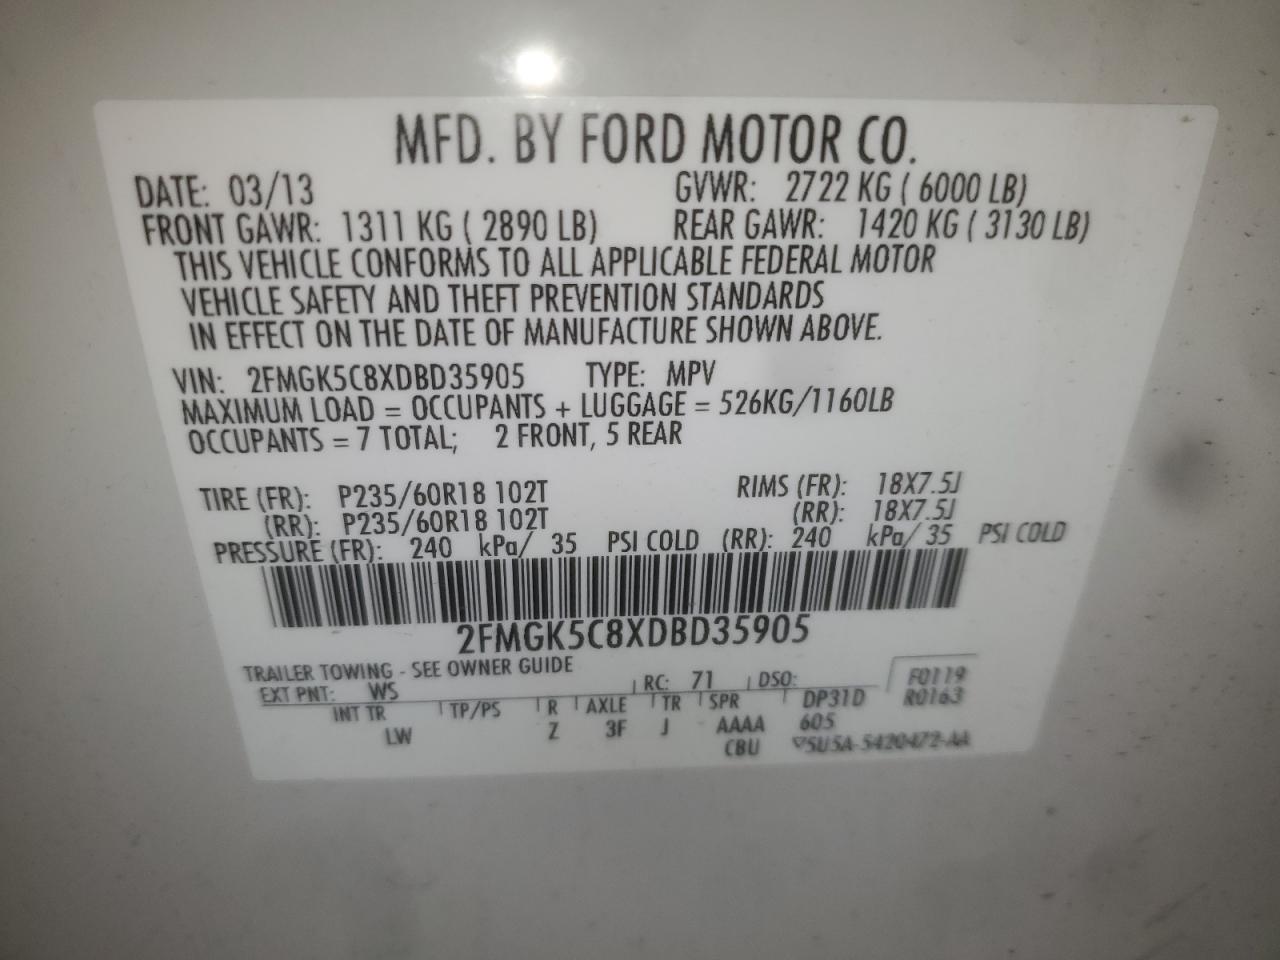 MFD. BY FORD MOTOR CO.
DATE: 03/13 GVWR: 2722 KG ( 6000 LB)
FRONT GAWR: 1311 KG ( 2890 LB) REAR GAWR: 1420 KG ( 3130 LB)
THIS VEHICLE CONFORMS TO ALL APPLICABLE FEDERAL MOTOR
VEHICLE SAFETY AND THEFT PREVENTION STANDARDS
IN EFFECT ON THE DATE OF MANUFACTURE SHOWN ABOVE.
VIN: 2FMGK5C8XDBD35905 TYPE: MPV
MAXIMUM LOAD = OCCUPANTS + LUGGAGE = 526KG/1160LB
OCCUPANTS = 7 TOTAL; 2 FRONT, 5 REAR
TIRE (FR): P235/60R18 102T RIMS (FR): 18X7.5J
(RR): P235/60R18 102T (RR): 18X7.5J
PRESSURE (FR): 240 kPa/ 35 PSI COLD (RR): 240 kPa/ 35 PSI COLD
2FMGK5C8XDBD35905
TRAILER TOWING - SEE OWNER GUIDE
EXT PNT: WS RC: 71 DSO: F0119
INT TR TP/PS R AXLE TR SPR DP31D R0163
LW Z 3F J AAAA 605
CBU 5U5A-5420472-AA